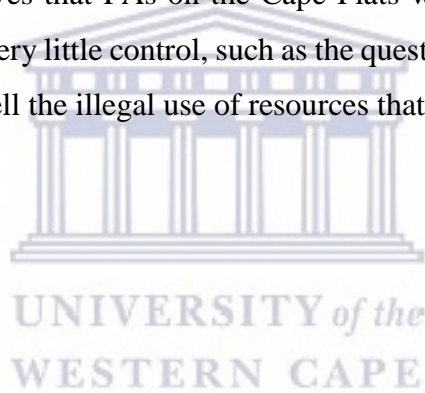 ves that PAs on the Cape Flats w
ery little control, such as the quest
ell the illegal use of resources that
UNIVERSITY of the
WESTERN CAPE